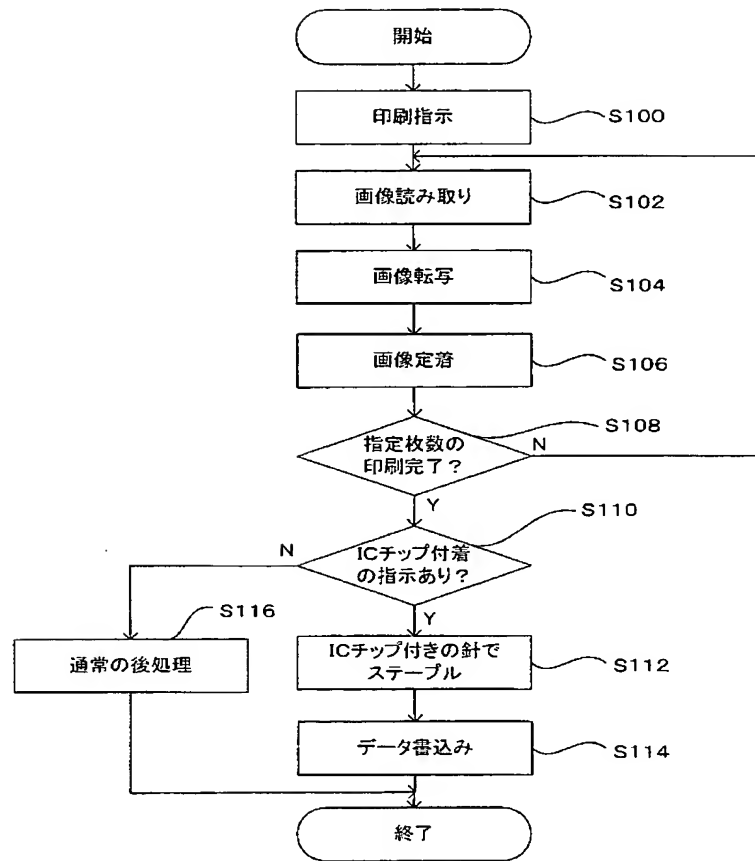 開始
印刷指示
S100
画像読み取り
S102
画像転写
S104
画像定着
S106
S108
指定枚数の
印刷完了？
N
Y
S110
N
ICチップ付着
の指示あり？
Y
S116
通常の後処理
ICチップ付きの針で
ステープル
S112
データ書込み
S114
終了